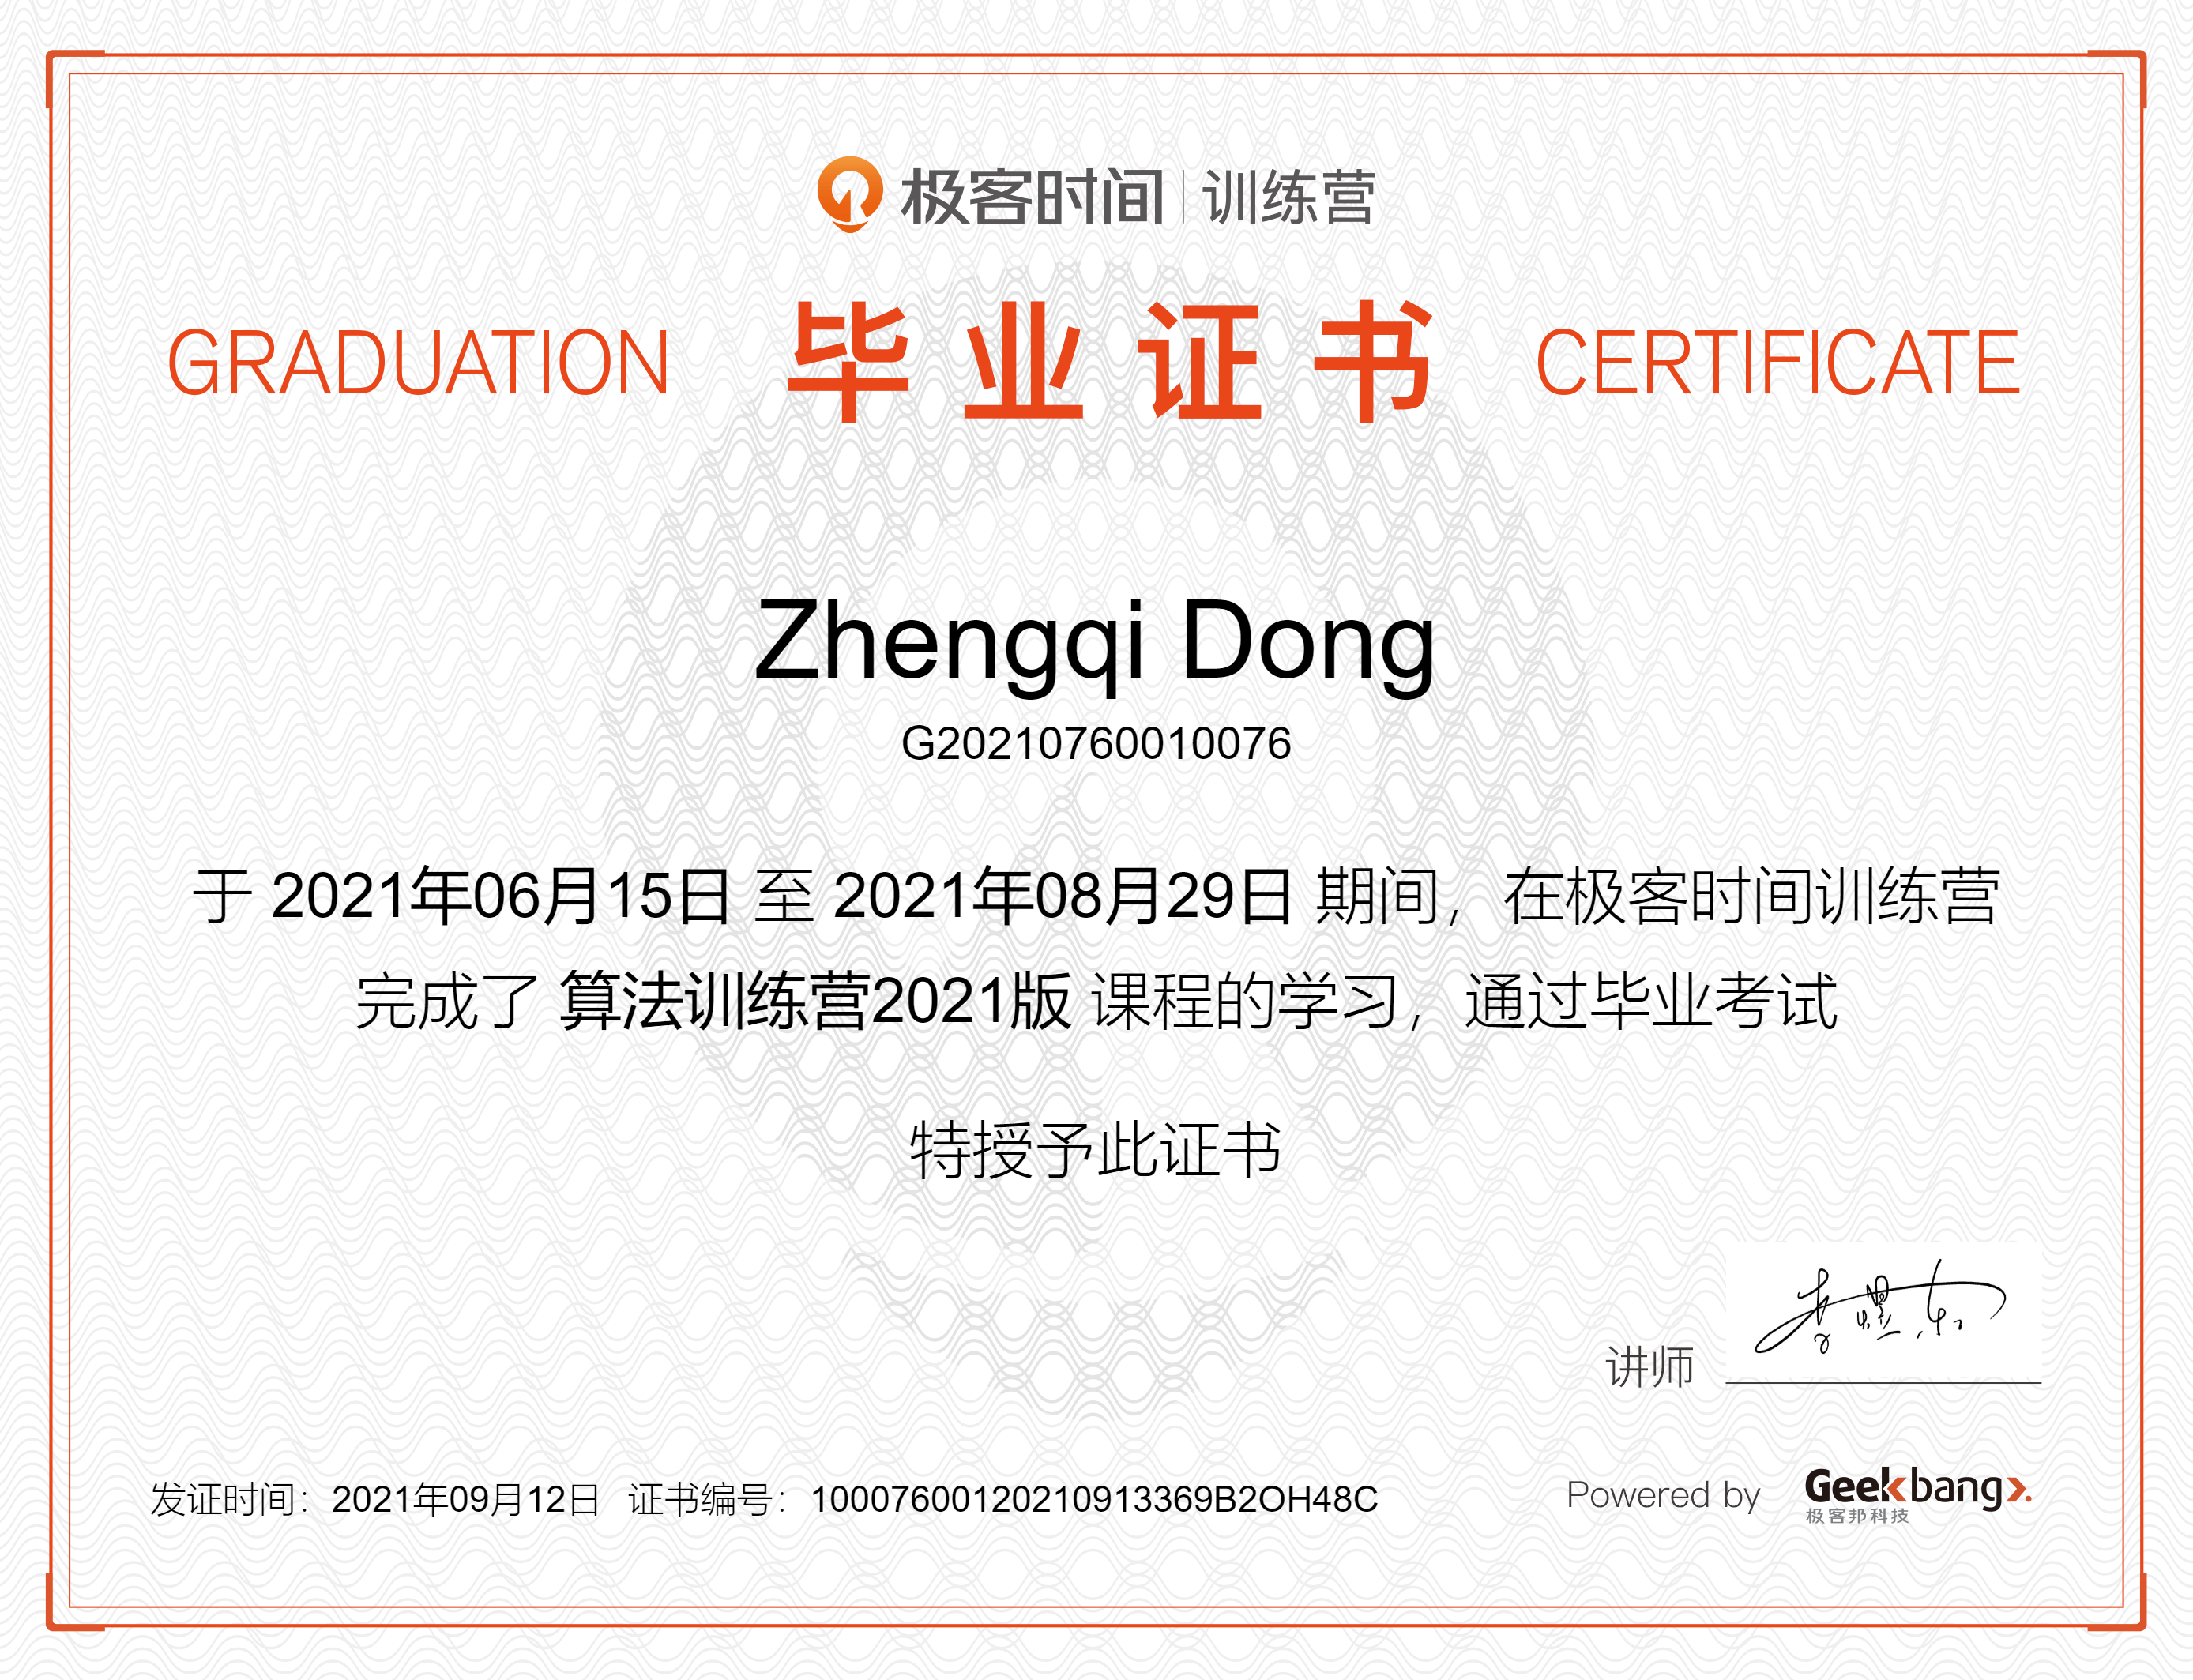 极客时间 | 训练营
GRADUATION 毕业证书 CERTIFICATE
Zhengqi Dong
G20210760010076
于 2021年06月15日 至 2021年08月29日 期间，在极客时间训练营
完成了 算法训练营2021版 课程的学习，通过毕业考试
特授予此证书
讲师
发证时间：2021年09月12日 证书编号：10007600120210913369B2OH48C
Powered by Geekbang>.
极客邦科技